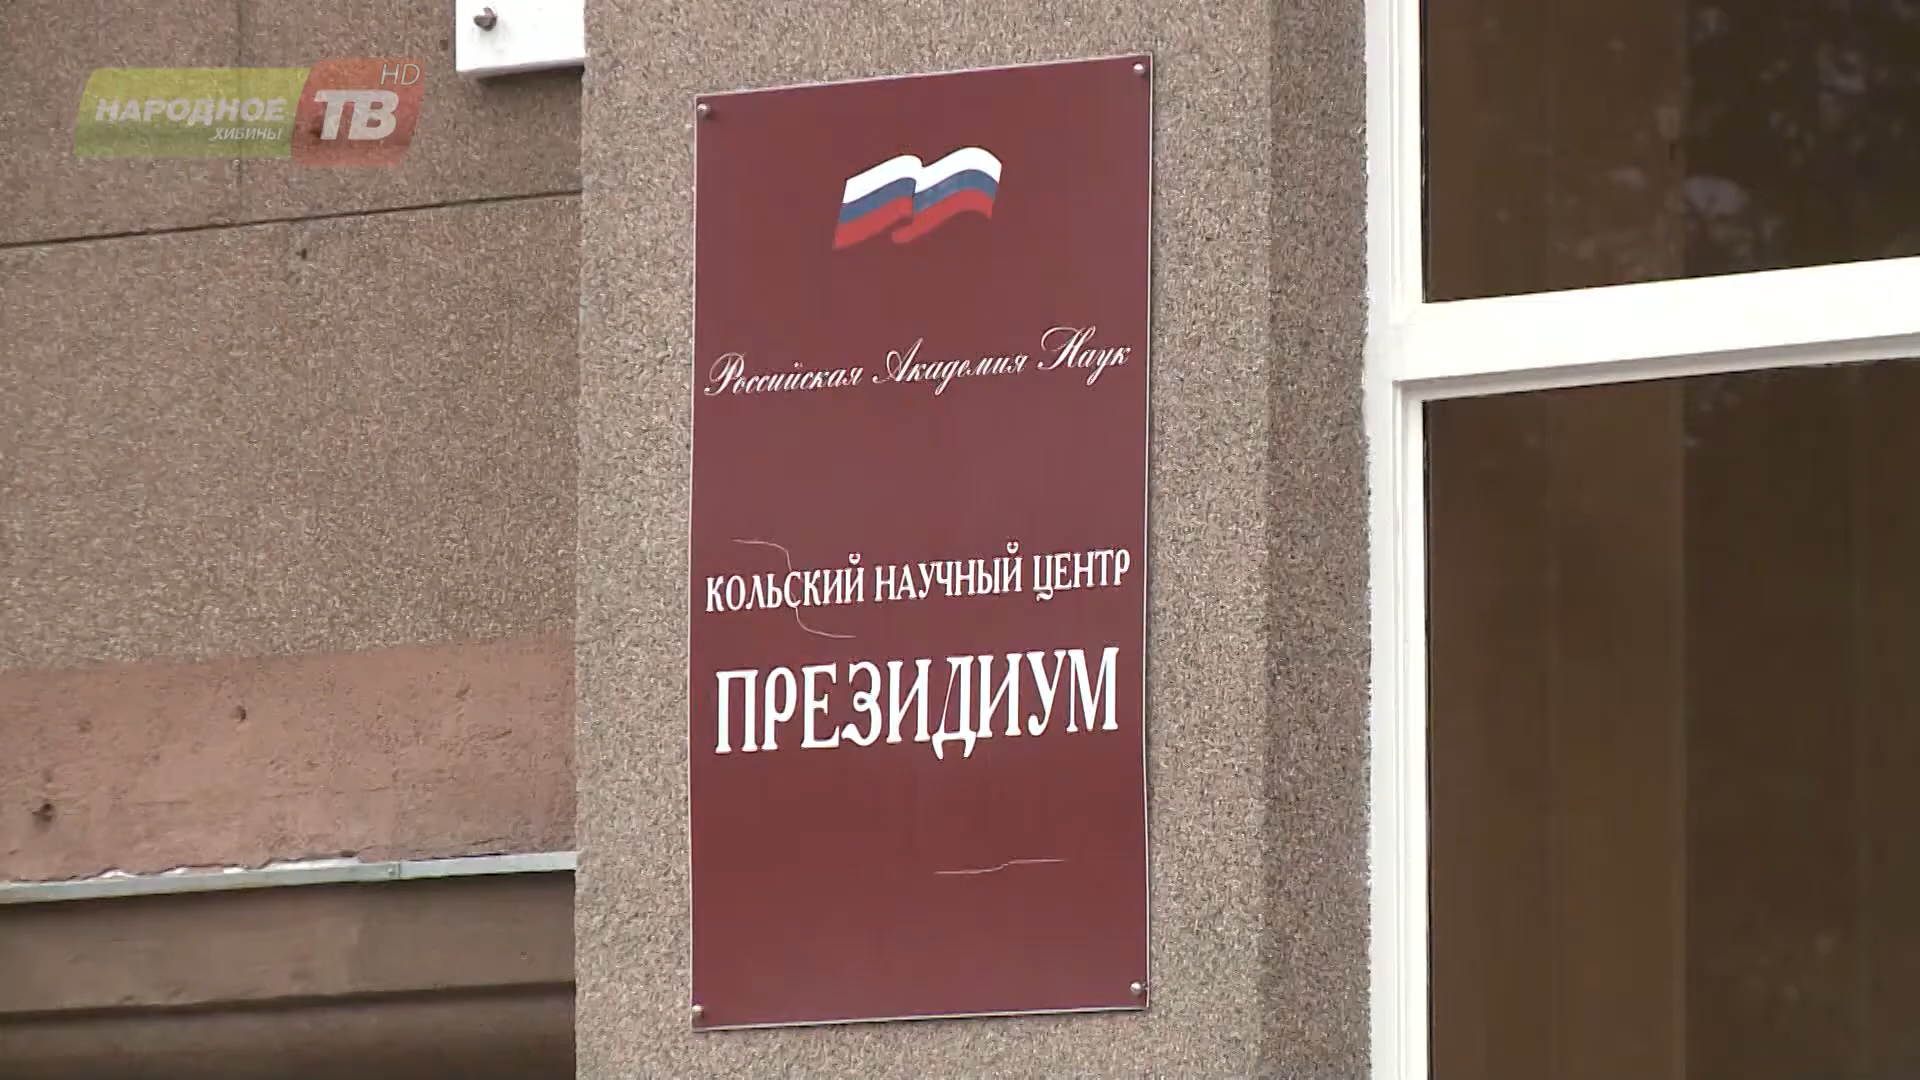 НАРОДНОЕ
ХИБИНЫ
ТВ
HD
Российская Академия Наук
КОЛЬСКИЙ НАУЧНЫЙ ЦЕНТР
ПРЕЗИДИУМ